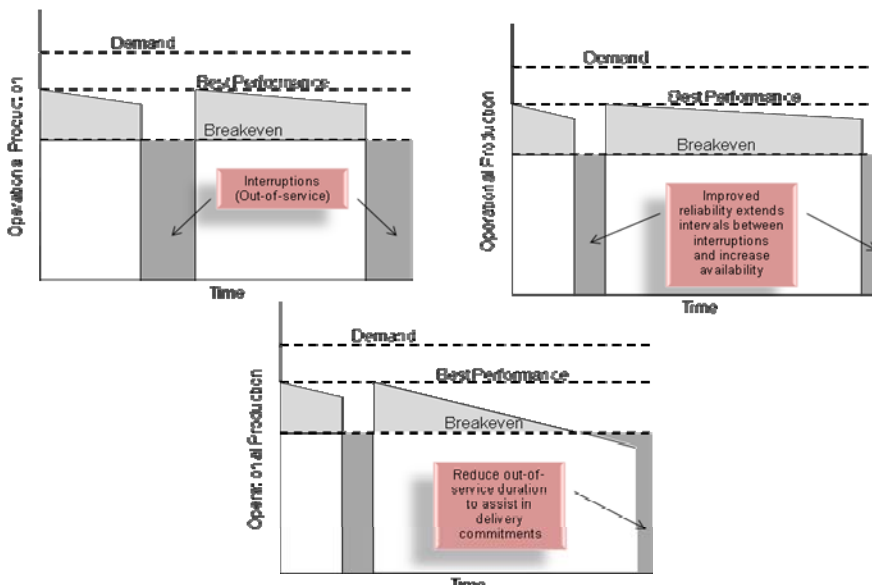 Demand
Best Performance
Breakeven
Interruptions
(Out-of-service)
Operational Production
Time
Demand
Best Performance
Breakeven
Improved
reliability extends
intervals between
interruptions
and increase
availability
Operational Production
Time
Demand
Best Performance
Breakeven
Reduce out-of-
service duration
to assist in
delivery
commitments
Operational Production
Time